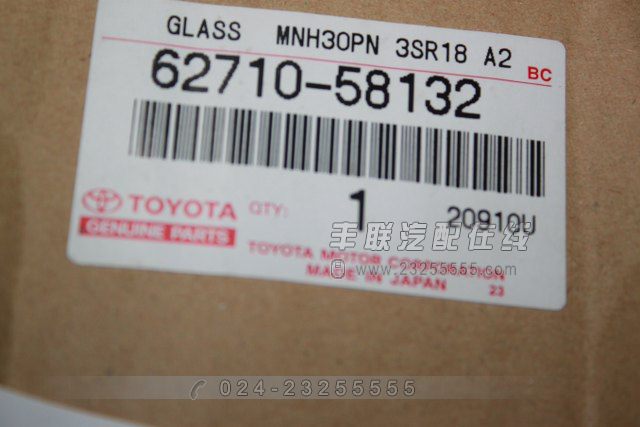 GLASS MNH30PN 3SR18 A2
BC
62710-58132
TOYOTA
GENUINE PARTS
QTY: 1 20910U
丰联汽配在线
www.23255555.com
TOYOTA MOTOR CORPORATION
MADE IN JAPAN 23
024-23255555